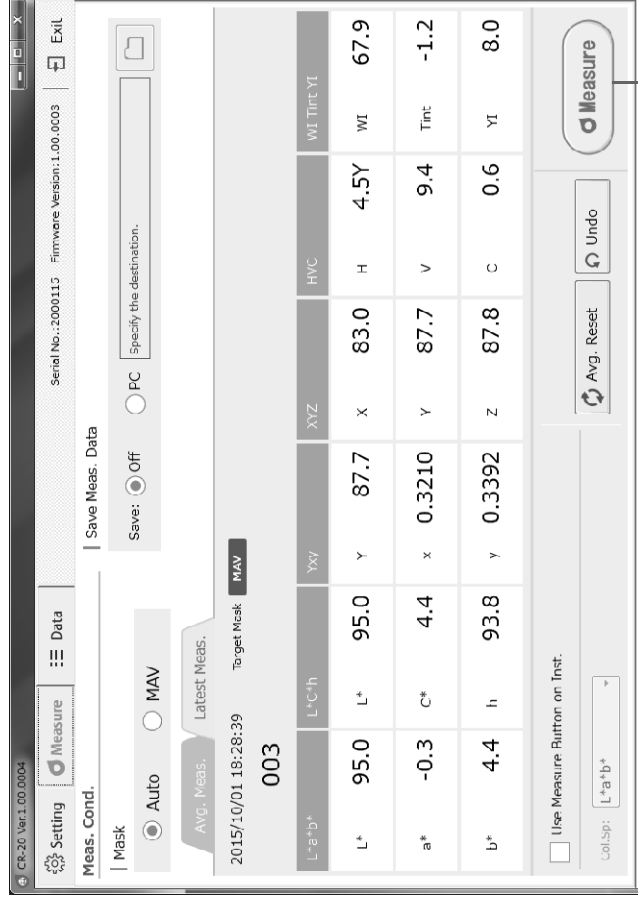 CR-20 Ver.1.00.0004
Setting Measure Data Serial No.:2000115 Firmware Version:1.00.0003 Exit
Meas. Cond. Save Meas. Data
Mask
Auto MAV Save: Off PC Specify the destination.
Avg. Meas. Latest Meas.
2015/10/01 18:28:39 Target Mask MAV
003
L*a*b* L*C*h Yxy XYZ HVC WI Tint YI
L* 95.0 L* 95.0 Y 87.7 X 83.0 H 4.5Y WI 67.9
a* -0.3 C* 4.4 x 0.3210 Y 87.7 V 9.4 Tint -1.2
b* 4.4 h 93.8 y 0.3392 Z 87.8 C 0.6 YI 8.0
Use Measure Button on Inst.
Col.Sp: L*a*b* Avg. Reset Undo Measure